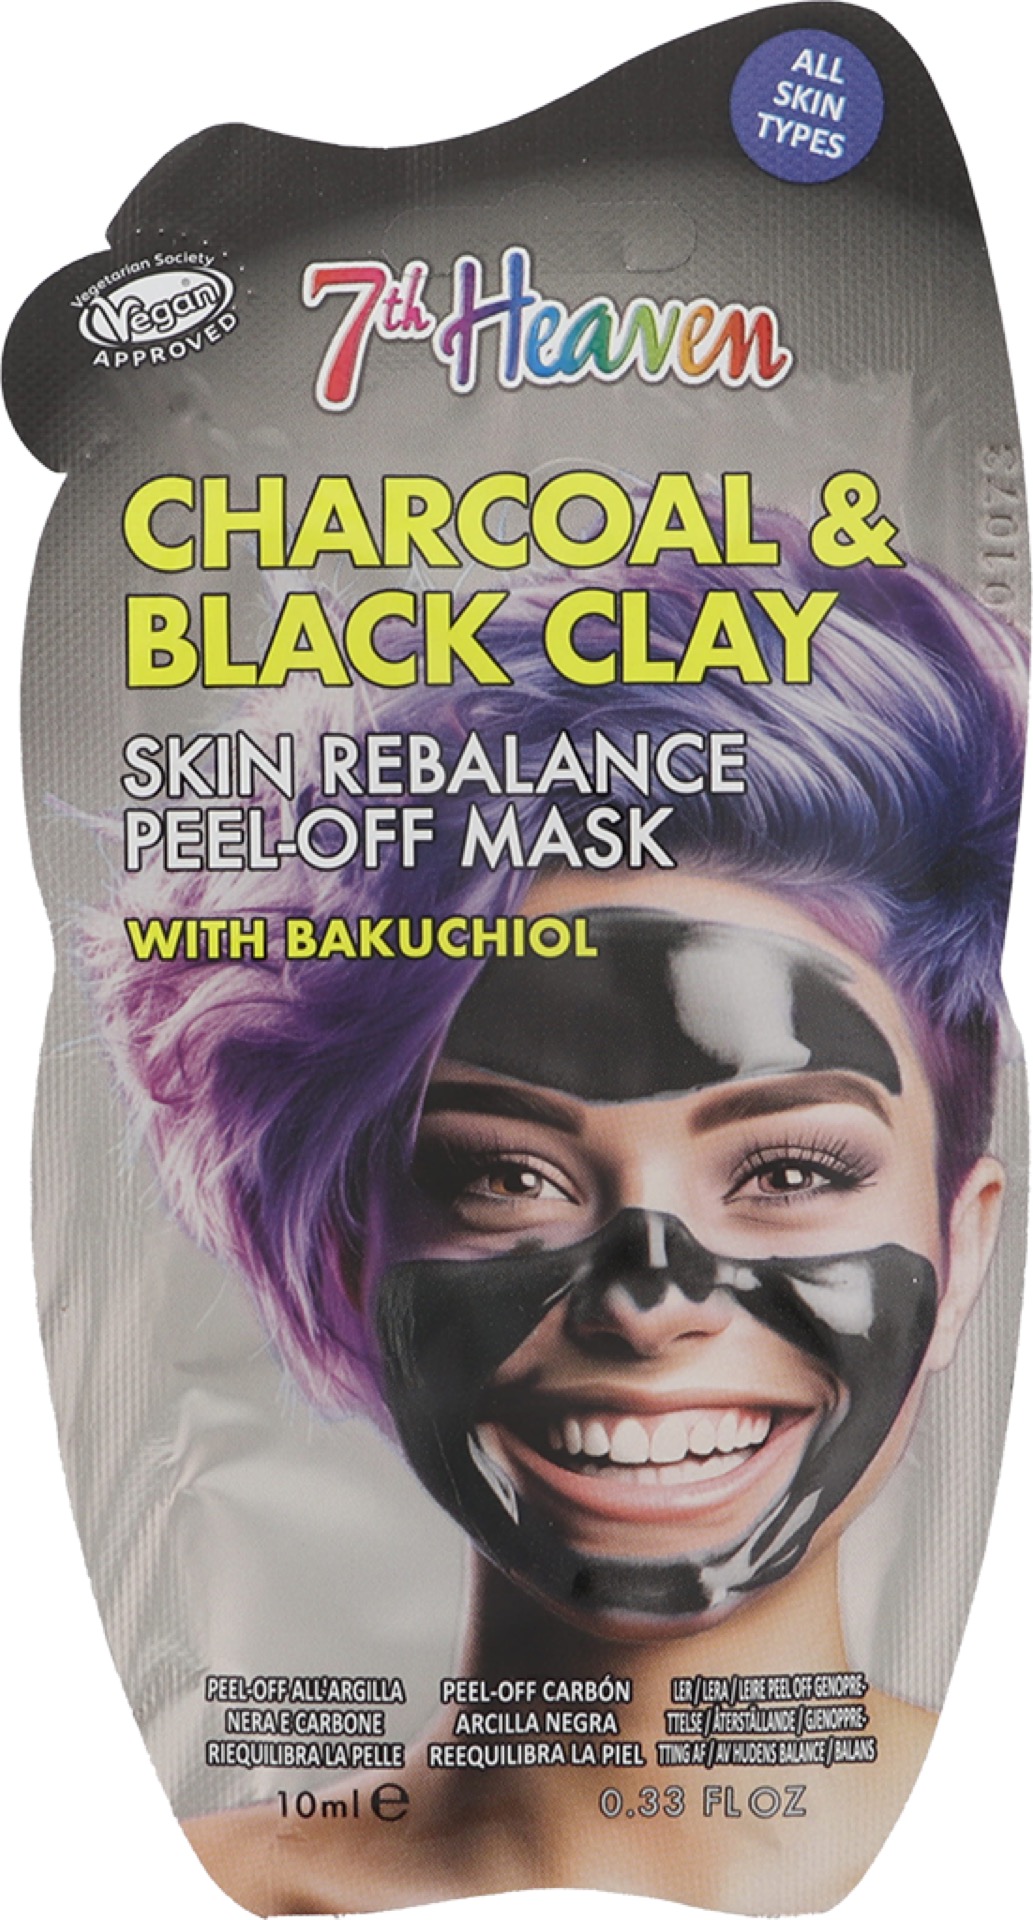 ALL
SKIN
TYPES
Vegetarian Society
Vegan
APPROVED
7th Heaven
CHARCOAL &
BLACK CLAY
SKIN REBALANCE
PEEL-OFF MASK
WITH BAKUCHIOL
PEEL-OFF ALL'ARGILLA
NERA E CARBONE
RIEQUILIBRA LA PELLE
PEEL-OFF CARBÓN
ARCILLA NEGRA
REEQUILIBRA LA PIEL
LER / LERA / LEIRE PEEL OFF GENOPRE-
TTELSE / ÅTERSTÄLLANDE / GJENOPPRE-
TTING AF / AV HUDENS BALANCE / BALANS
10ml e
0.33 FL OZ